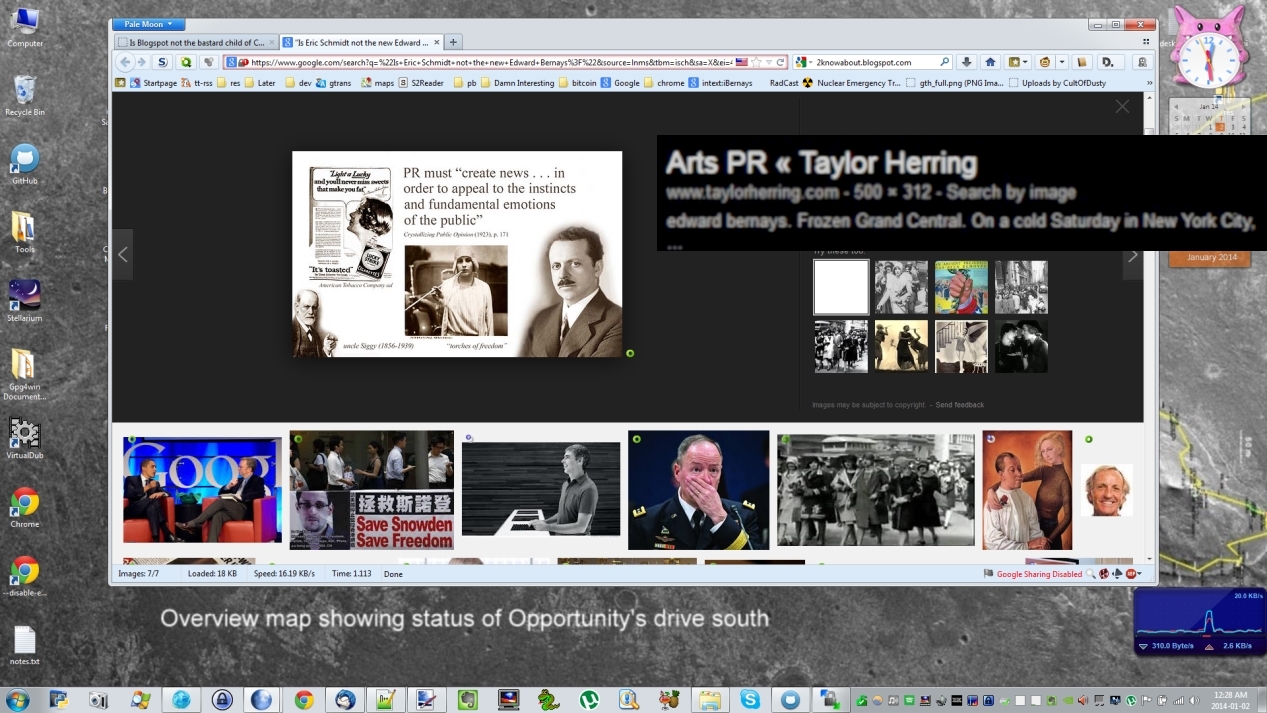 Pale Moon
Computer
Is Blogspot not the bastard child of C...
"Is Eric Schmidt not the new Edward ...
https://www.google.com/search?q=%22Is+Eric+Schmidt+not+the+new+Edward+Bernays%3F%22&source=lnms&tbm=isch&sa=X&ei=
2knowabout.blogspot.com
Startpage
tt-rss
res
Later
dev
gtrans
maps
S2Reader
pb
Damn Interesting
bitcoin
Google
chrome
intext:iBernays
RadCast
Nuclear Emergency Tr...
gth_full.png (PNG Ima...
Uploads by CultOfDusty
Recycle Bin
GitHub
Tools
Stellarium
Gpg4win
Document...
VirtualDub
Chrome
--disable-e...
notes.txt
12
Jan 14
S M T W T F S
1 2 3 4
January 2014
"Light a Lucky
and you'll never miss sweets
that make you fat"
"It's toasted"
American Tobacco Company ad
PR must "create news . . . in
order to appeal to the instincts
and fundamental emotions
of the public"
Crystallizing Public Opinion (1923), p. 171
uncle Siggy (1856-1939)
"torches of freedom"
Arts PR « Taylor Herring
www.taylorherring.com - 500 × 312 - Search by image
edward bernays. Frozen Grand Central. On a cold Saturday in New York City,
...
Try these too:
Images may be subject to copyright. - Send feedback
Goog
拯救斯諾登
Save Snowden
Save Freedom
Images: 7/7
Loaded: 18 KB
Speed: 16.19 KB/s
Time: 1.113
Done
Google Sharing Disabled
Overview map showing status of Opportunity's drive south
20.0 KB/s
310.0 Byte/s
2.6 KB/s
12:28 AM
2014-01-02